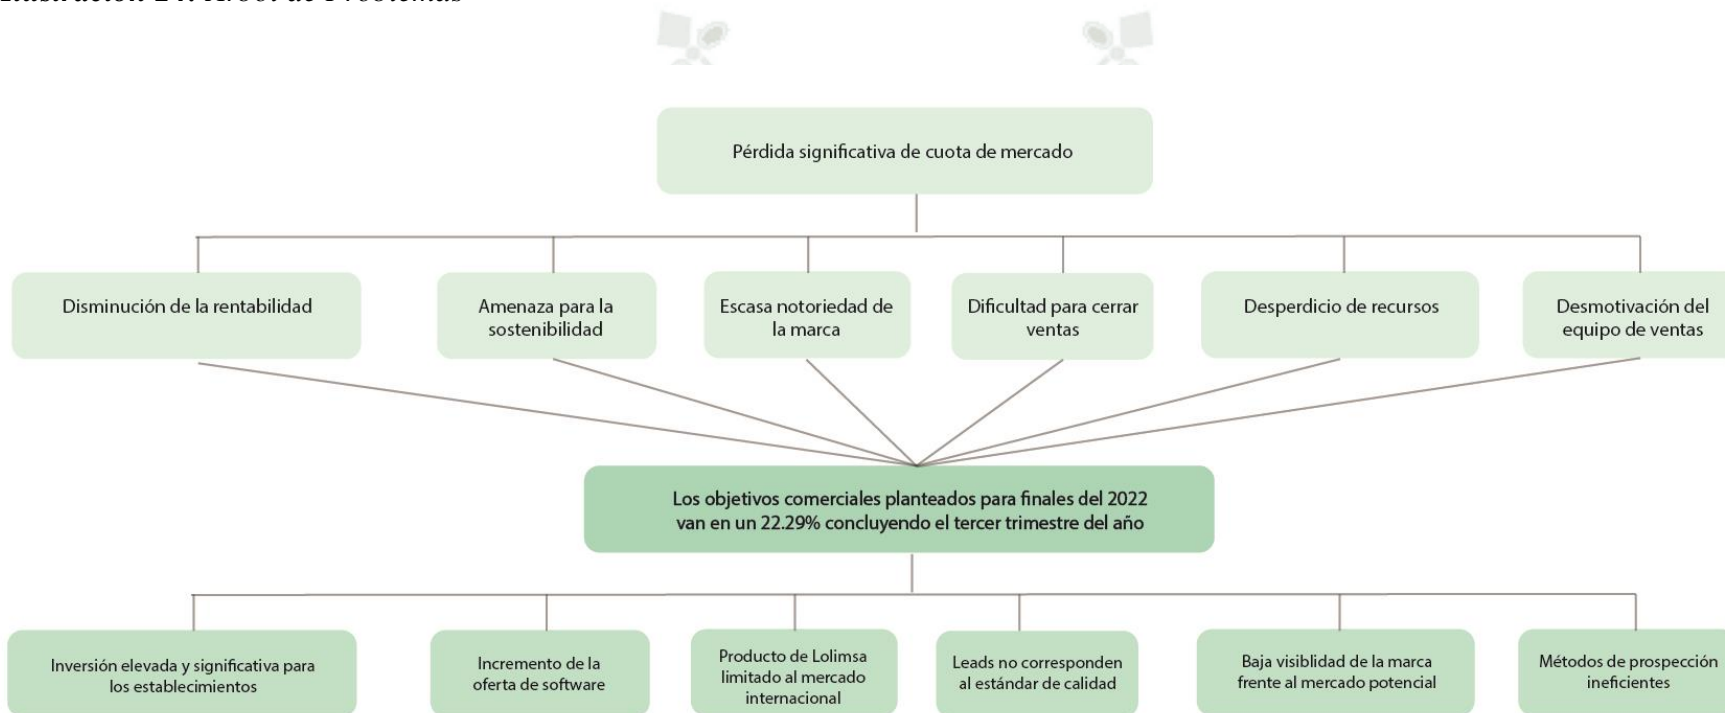 Pérdida significativa de cuota de mercado
Disminución de la rentabilidad
Amenaza para la
sostenibilidad
Escasa notoriedad de
la marca
Dificultad para cerrar
ventas
Desperdicio de recursos
Desmotivación del
equipo de ventas
Los objetivos comerciales planteados para finales del 2022
van en un 22.29% concluyendo el tercer trimestre del año
Inversión elevada y significativa para
los establecimientos
Incremento de la
oferta de software
Producto de Lolimsa
limitado al mercado
internacional
Leads no corresponden
al estándar de calidad
Baja visiblidad de la marca
frente al mercado potencial
Métodos de prospección
ineficientes